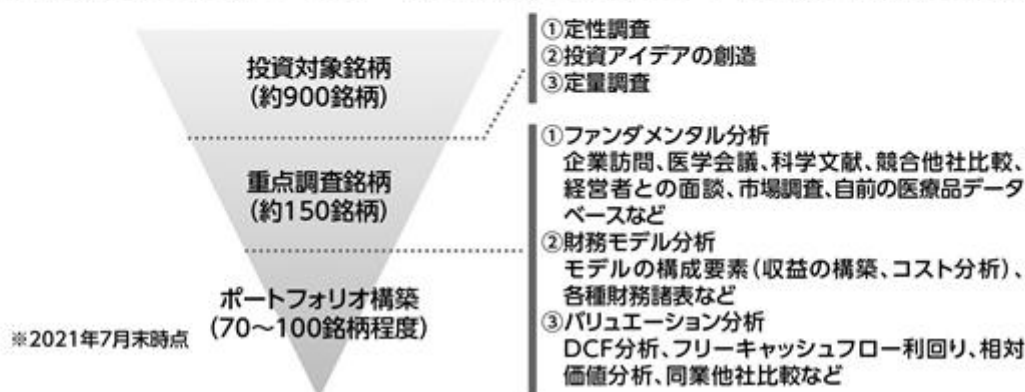 投資対象銘柄
(約900銘柄)
①定性調査
②投資アイデアの創造
③定量調査
重点調査銘柄
(約150銘柄)
①ファンダメンタル分析
企業訪問、医学会議、科学文献、競合他社比較、
経営者との面談、市場調査、自前の医療品データ
ベースなど
②財務モデル分析
モデルの構成要素(収益の構築、コスト分析)、
各種財務諸表など
③バリュエーション分析
DCF分析、フリーキャッシュフロー利回り、相対
価値分析、同業他社比較など
ポートフォリオ構築
(70〜100銘柄程度)
※2021年7月末時点